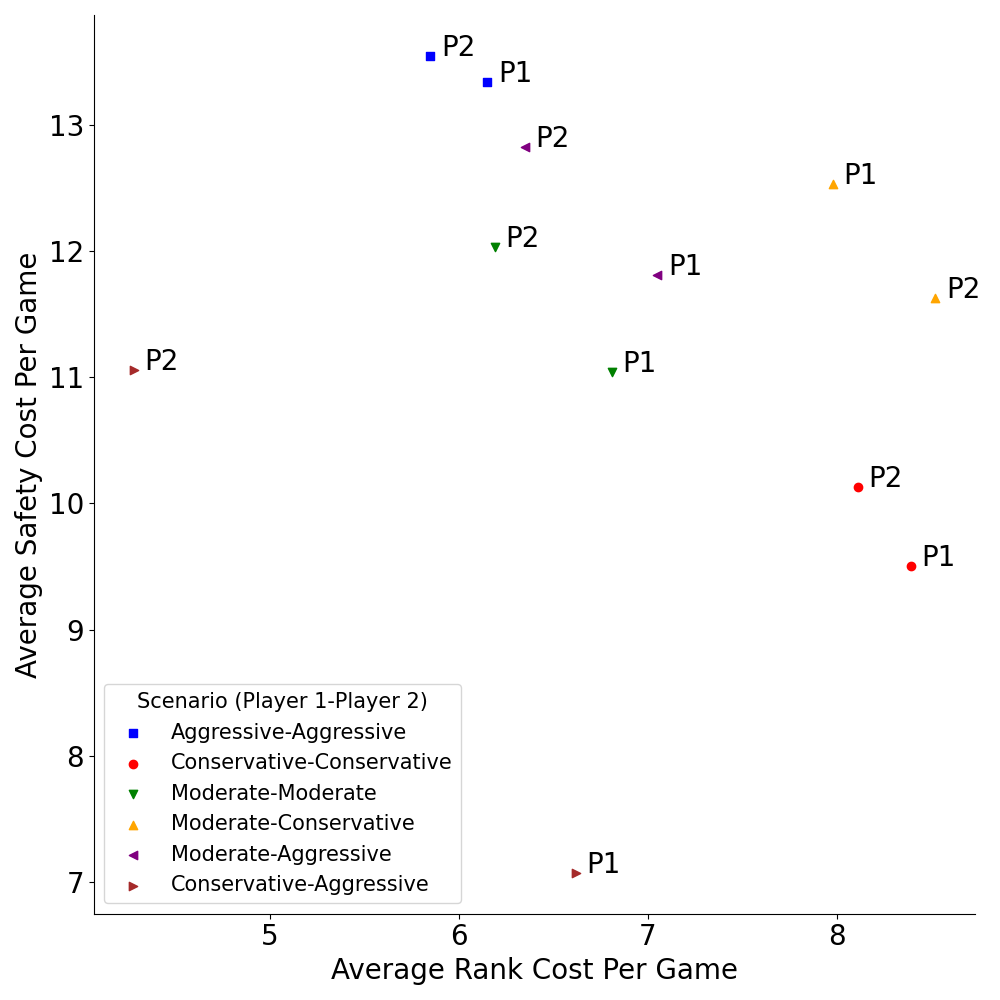 P2
P1
P2
P1
P2
P1
P2
P2
P1
P2
P1
P1
13
12
11
10
9
8
7
Average Safety Cost Per Game
Scenario (Player 1-Player 2)
Aggressive-Aggressive
Conservative-Conservative
Moderate-Moderate
Moderate-Conservative
Moderate-Aggressive
Conservative-Aggressive
5 6 7 8
Average Rank Cost Per Game